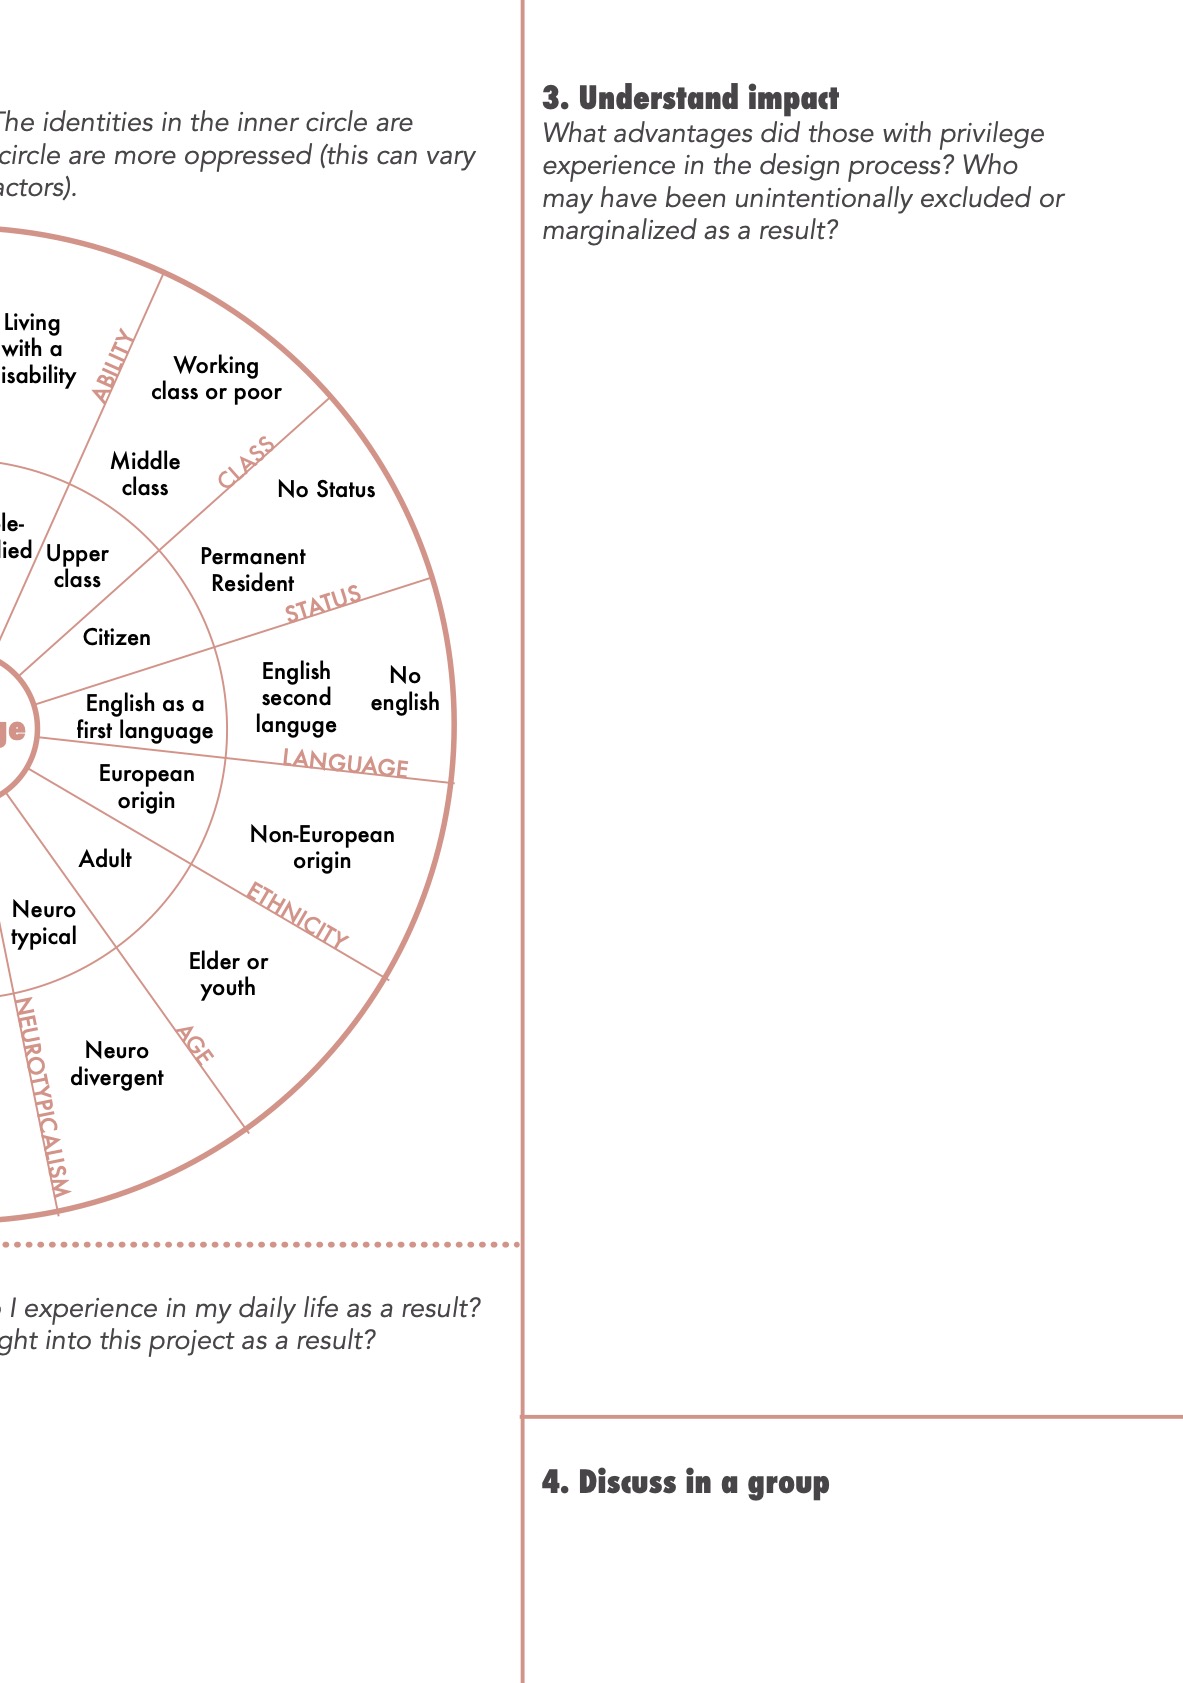 The identities in the inner circle are
circle are more oppressed (this can vary
actors).
Living
with a
isability
ABILITY
Working
class or poor
Middle
class
CLASS
No Status
le-
lied
Upper
class
Permanent
Resident
STATUS
Citizen
English
second
languge
No
english
English as a
first language
ge
LANGUAGE
European
origin
Non-European
origin
Adult
ETHNICITY
Neuro
typical
Elder or
youth
AGE
NEUROTYPICALISM
Neuro
divergent
I experience in my daily life as a result?
ght into this project as a result?
3. Understand impact
What advantages did those with privilege
experience in the design process? Who
may have been unintentionally excluded or
marginalized as a result?
4. Discuss in a group